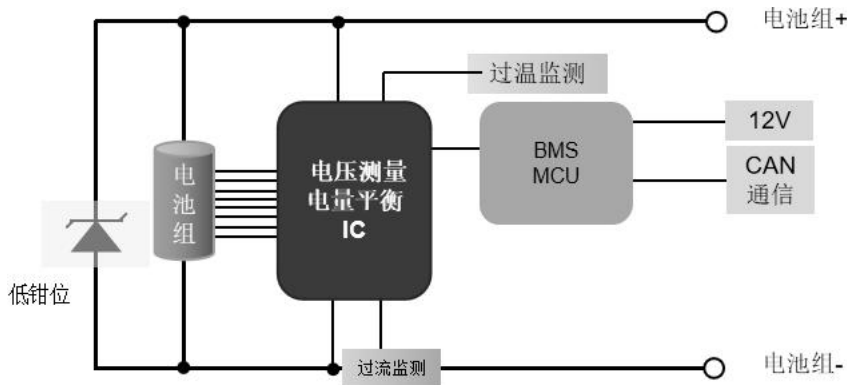 电池组+
过温监测
12V
BMS
MCU
CAN
通信
电压测量
电量平衡
IC
电池组
低钳位
过流监测
电池组-